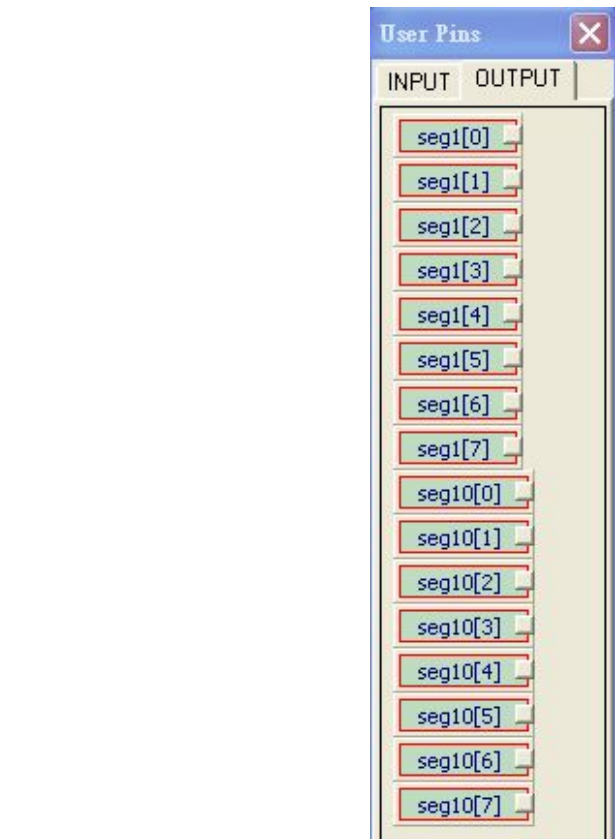 User Pins
INPUT OUTPUT
seg1[0]
seg1[1]
seg1[2]
seg1[3]
seg1[4]
seg1[5]
seg1[6]
seg1[7]
seg10[0]
seg10[1]
seg10[2]
seg10[3]
seg10[4]
seg10[5]
seg10[6]
seg10[7]